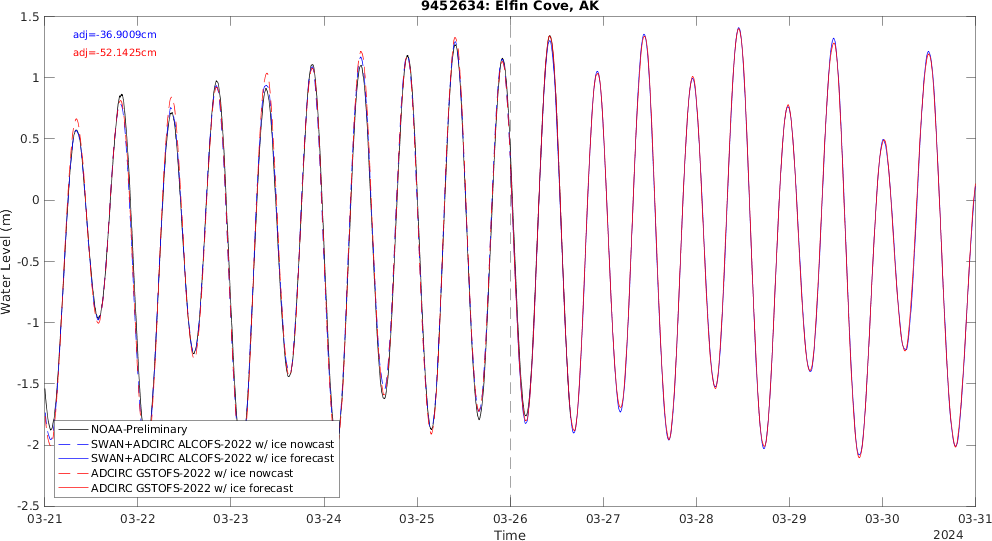 9452634: Elfin Cove, AK
adj=-36.9009cm
adj=-52.1425cm
Water Level (m)
1.5
1
0.5
0
-0.5
-1
-1.5
-2
-2.5
NOAA-Preliminary
SWAN+ADCIRC ALCOFS-2022 w/ ice nowcast
SWAN+ADCIRC ALCOFS-2022 w/ ice forecast
ADCIRC GSTOFS-2022 w/ ice nowcast
ADCIRC GSTOFS-2022 w/ ice forecast
03-21 03-22 03-23 03-24 03-25 03-26 03-27 03-28 03-29 03-30 03-31
Time
2024